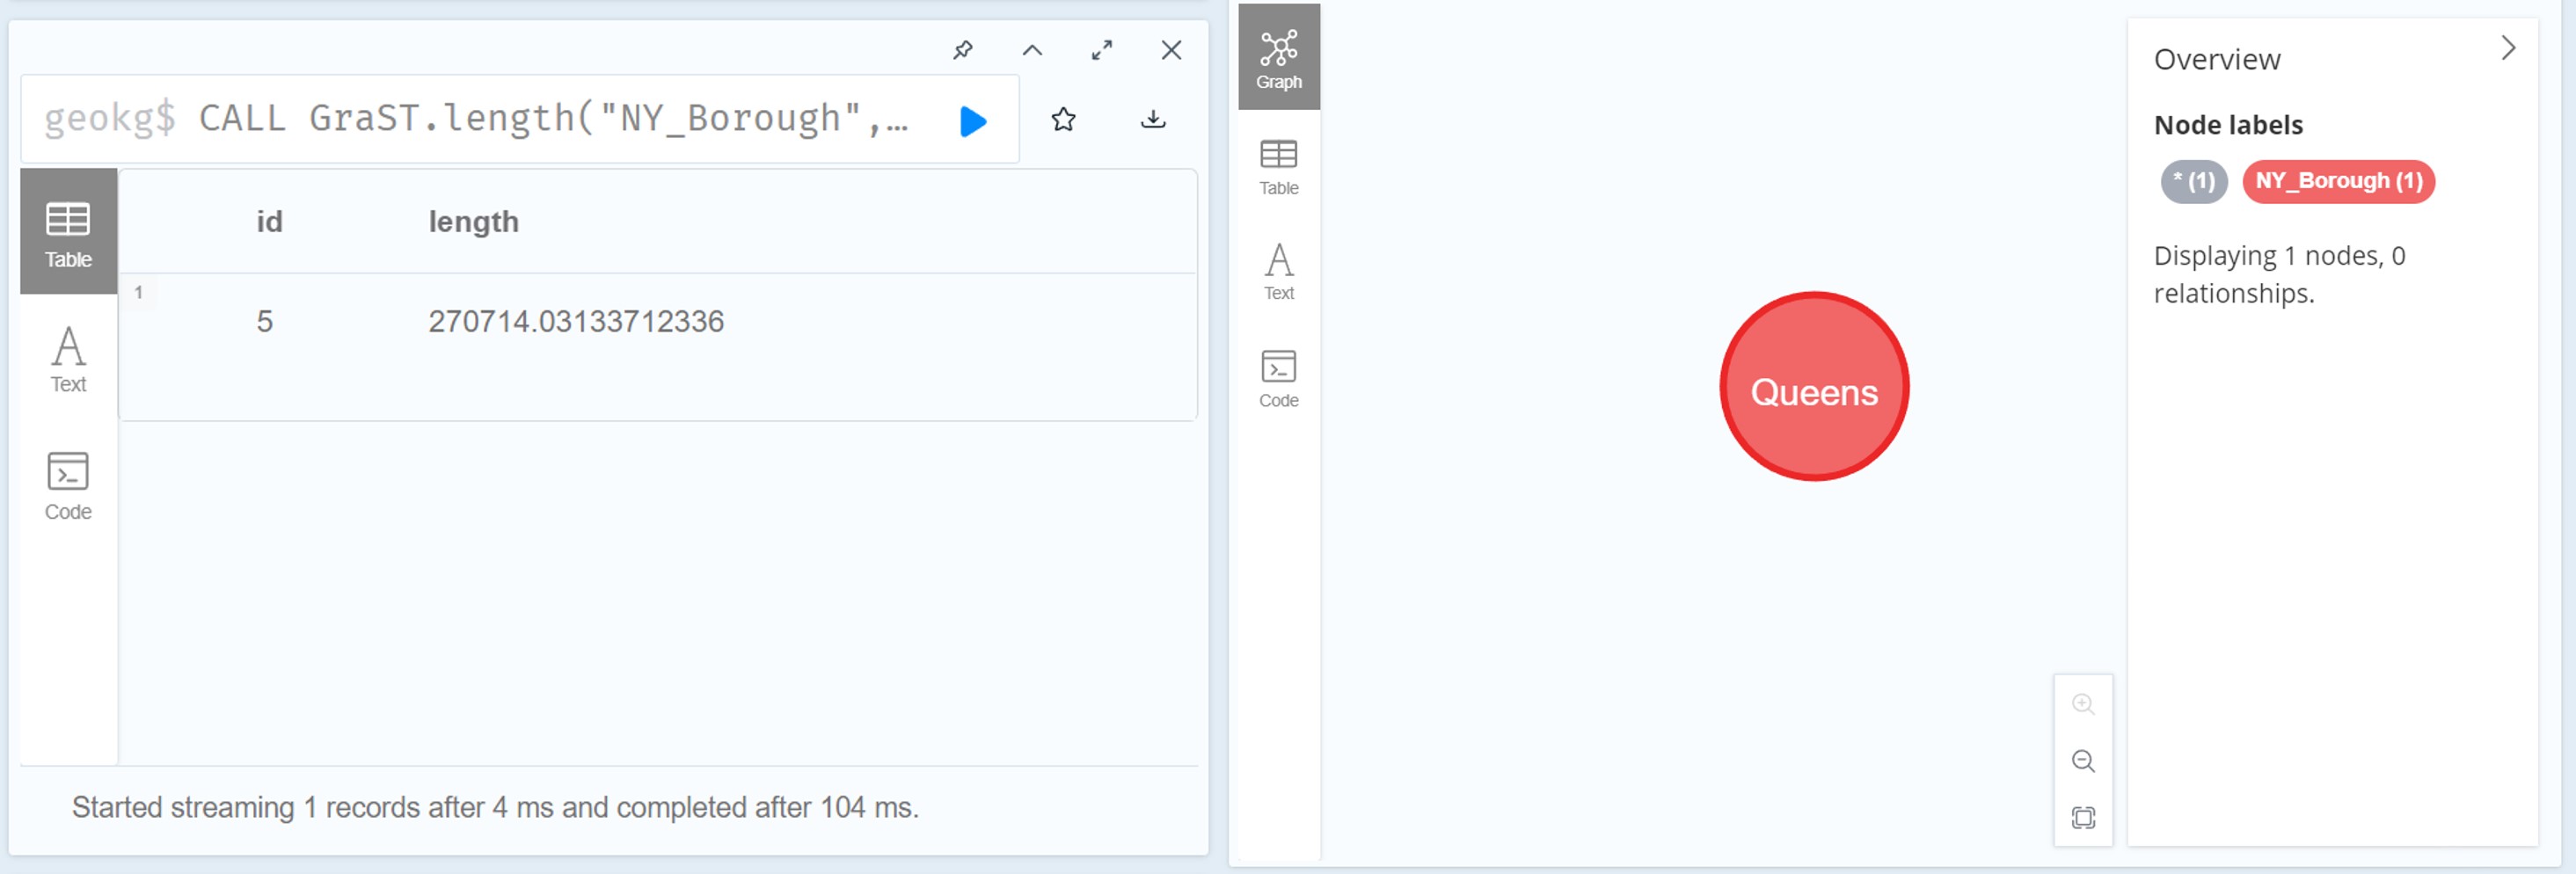 geokg$ CALL GraST.length("NY_Borough",…
Table
Text
Code
id length
1
5 270714.03133712336
Started streaming 1 records after 4 ms and completed after 104 ms.
Graph
Table
Text
Code
Queens
Overview
Node labels
* (1) NY_Borough (1)
Displaying 1 nodes, 0
relationships.